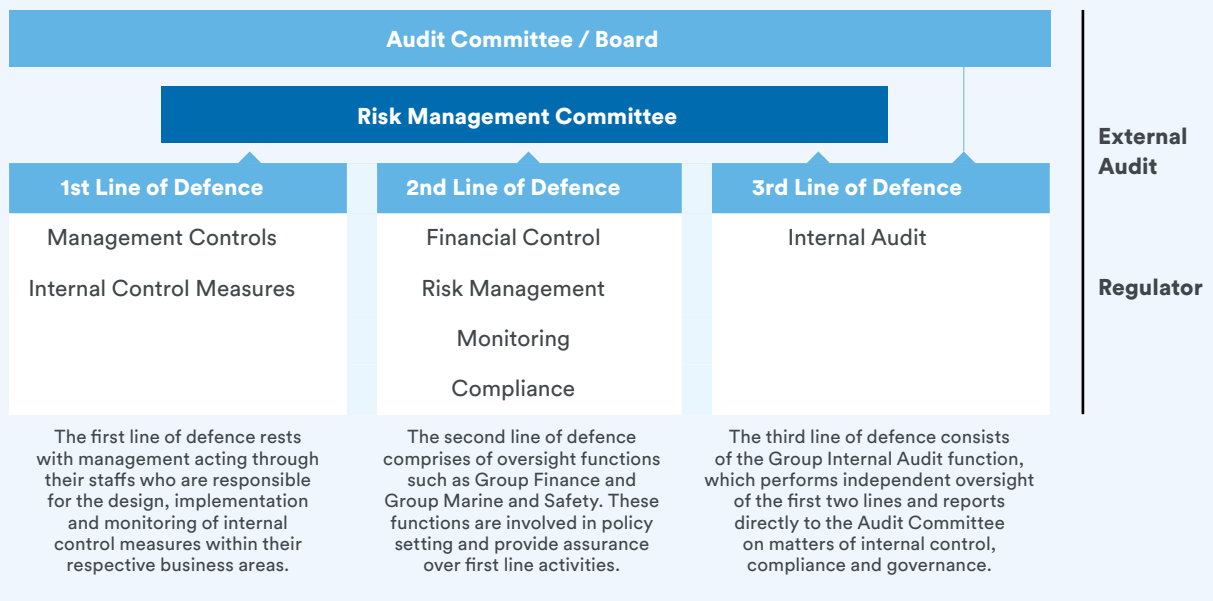 Audit Committee / Board
Risk Management Committee
External
Audit
Regulator
1st Line of Defence
Management Controls
Internal Control Measures
The first line of defence rests
with management acting through
their staffs who are responsible
for the design, implementation
and monitoring of internal
control measures within their
respective business areas.
2nd Line of Defence
Financial Control
Risk Management
Monitoring
Compliance
The second line of defence
comprises of oversight functions
such as Group Finance and
Group Marine and Safety. These
functions are involved in policy
setting and provide assurance
over first line activities.
3rd Line of Defence
Internal Audit
The third line of defence consists
of the Group Internal Audit function,
which performs independent oversight
of the first two lines and reports
directly to the Audit Committee
on matters of internal control,
compliance and governance.